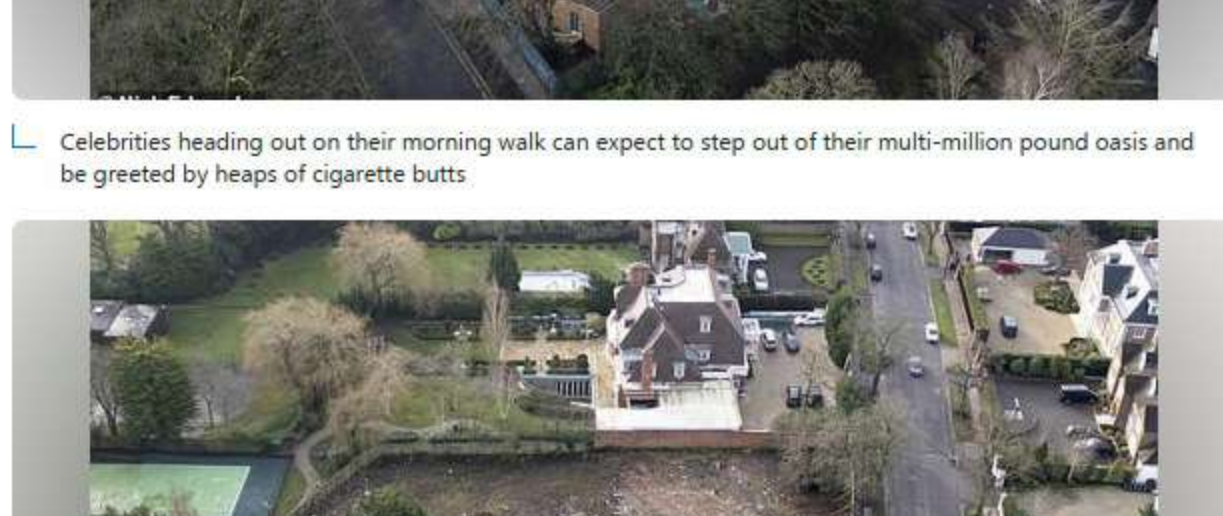 Celebrities heading out on their morning walk can expect to step out of their multi-million pound oasis and
be greeted by heaps of cigarette butts